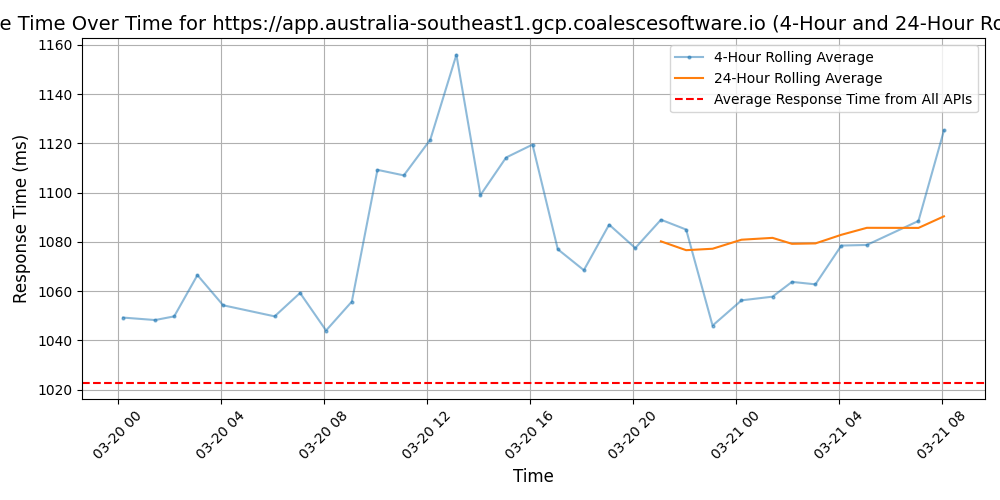 e Time Over Time for https://app.australia-southeast1.gcp.coalescesoftware.io (4-Hour and 24-Hour Ro
4-Hour Rolling Average
24-Hour Rolling Average
Average Response Time from All APIs
Response Time (ms)
1160
1140
1120
1100
1080
1060
1040
1020
03-20 00
03-20 04
03-20 08
03-20 12
03-20 16
03-20 20
03-21 00
03-21 04
03-21 08
Time